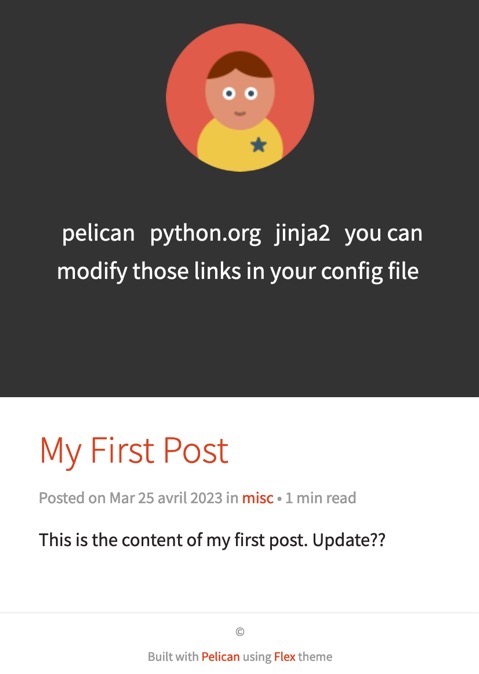 pelican python.org jinja2 you can
modify those links in your config file
My First Post
Posted on Mar 25 avril 2023 in misc • 1 min read
This is the content of my first post. Update??
©
Built with Pelican using Flex theme